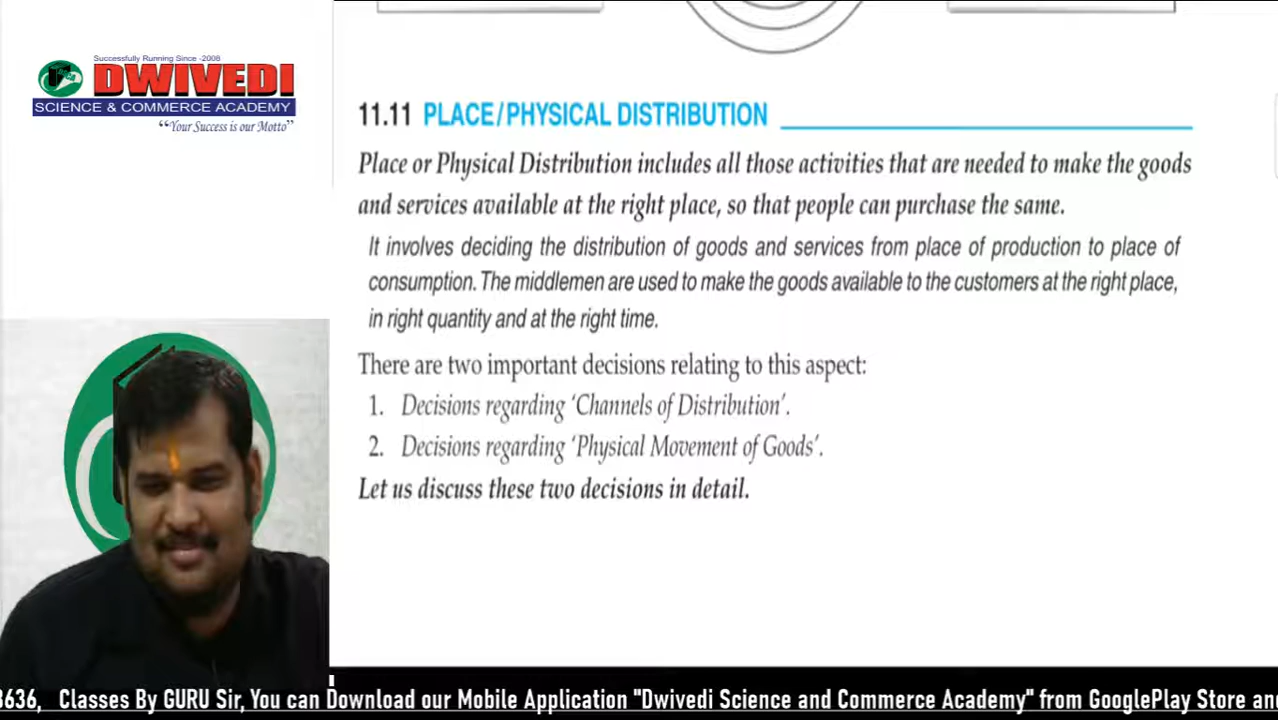 Successfully Running Since -2008
DWIVEDI
SCIENCE & COMMERCE ACADEMY
“Your Success is our Motto”
11.11 PLACE/PHYSICAL DISTRIBUTION
Place or Physical Distribution includes all those activities that are needed to make the goods
and services available at the right place, so that people can purchase the same.
It involves deciding the distribution of goods and services from place of production to place of
consumption. The middlemen are used to make the goods available to the customers at the right place,
in right quantity and at the right time.
There are two important decisions relating to this aspect:
1. Decisions regarding ‘Channels of Distribution’.
2. Decisions regarding ‘Physical Movement of Goods’.
Let us discuss these two decisions in detail.
3636, Classes By GURU Sir, You can Download our Mobile Application "Dwivedi Science and Commerce Academy" from GooglePlay Store an